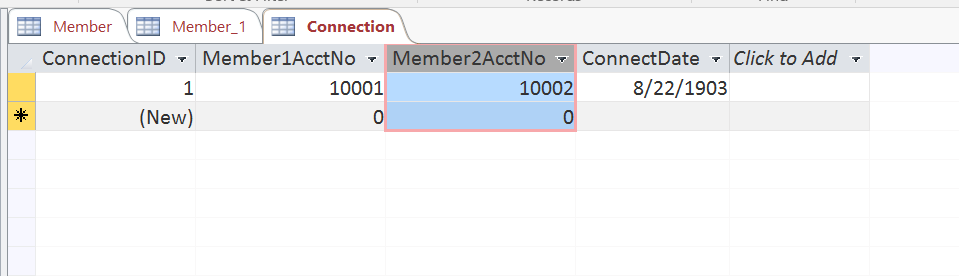 Member Member_1 Connection
ConnectionID Member1AcctNo Member2AcctNo ConnectDate Click to Add
1 10001 10002 8/22/1903
* (New) 0 0